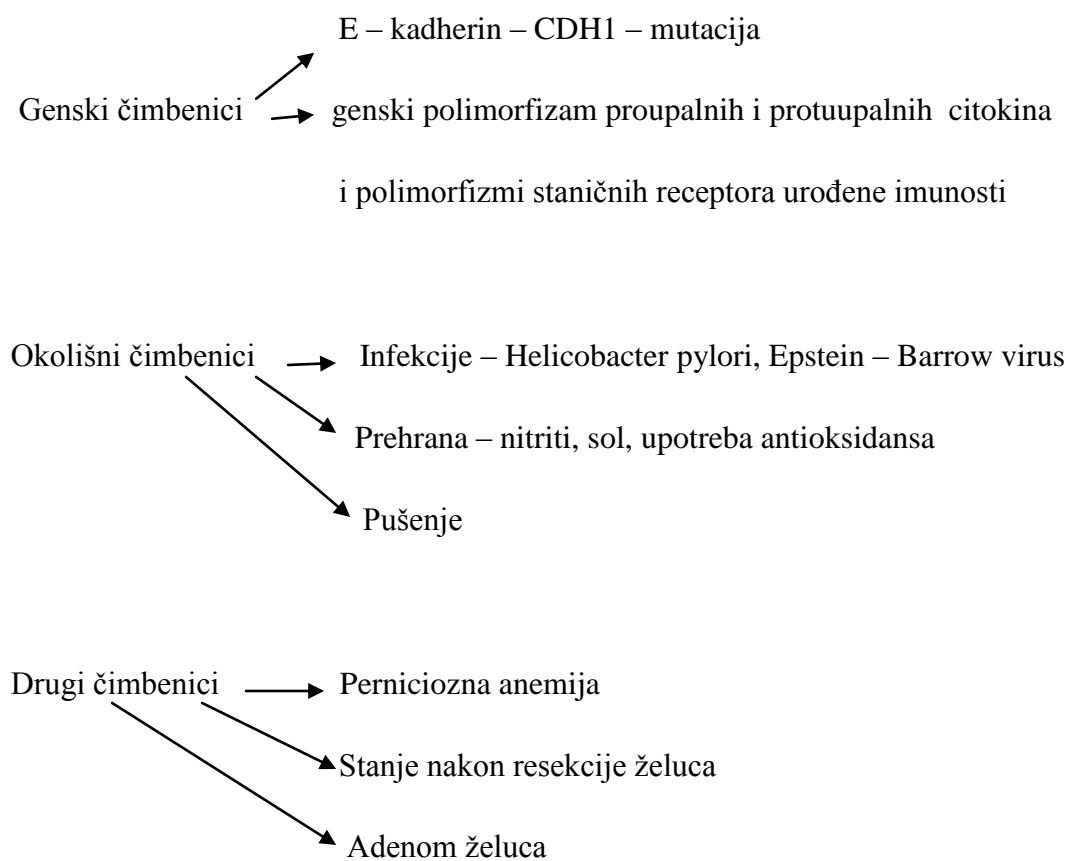 E – kadherin – CDH1 – mutacija
Genski čimbenici
genski polimorfizam proupalnih i protuupalnih citokina
i polimorfizmi staničnih receptora urođene imunosti
Okolišni čimbenici
Infekcije – Helicobacter pylori, Epstein – Barrow virus
Prehrana – nitriti, sol, upotreba antioksidansa
Pušenje
Drugi čimbenici
Perniciozna anemija
Stanje nakon resekcije želuca
Adenom želuca